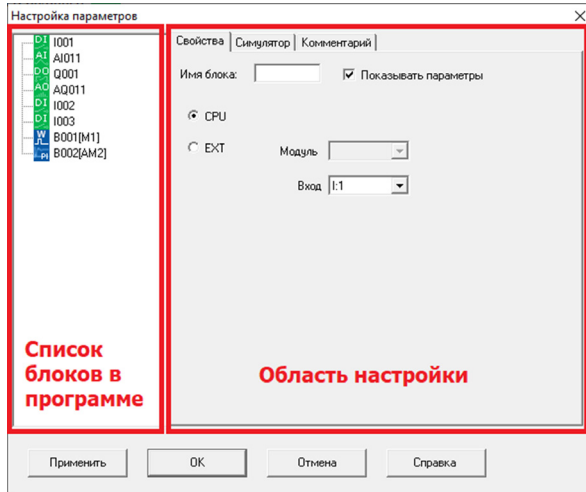 Настройка параметров
DI I001
AI AI011
DO Q001
AO AQ011
DI I002
DI I003
W B001[M1]
PI B002[AM2]
Список
блоков в
программе
Свойства Симулятор Комментарий
Имя блока: Показывать параметры
CPU
EXT Модуль
Вход I:1
Область настройки
Применить OK Отмена Справка